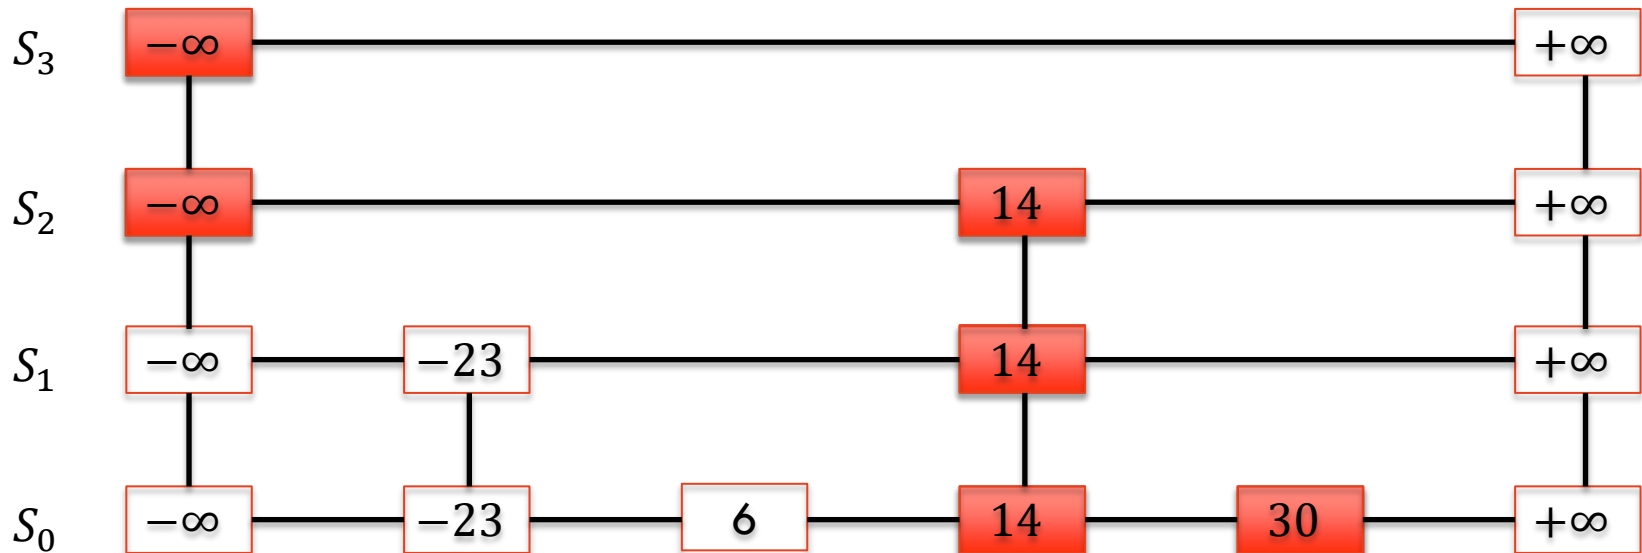 S₃ −∞ +∞
S₂ −∞ 14 +∞
S₁ −∞ −23 14 +∞
S₀ −∞ −23 6 14 30 +∞